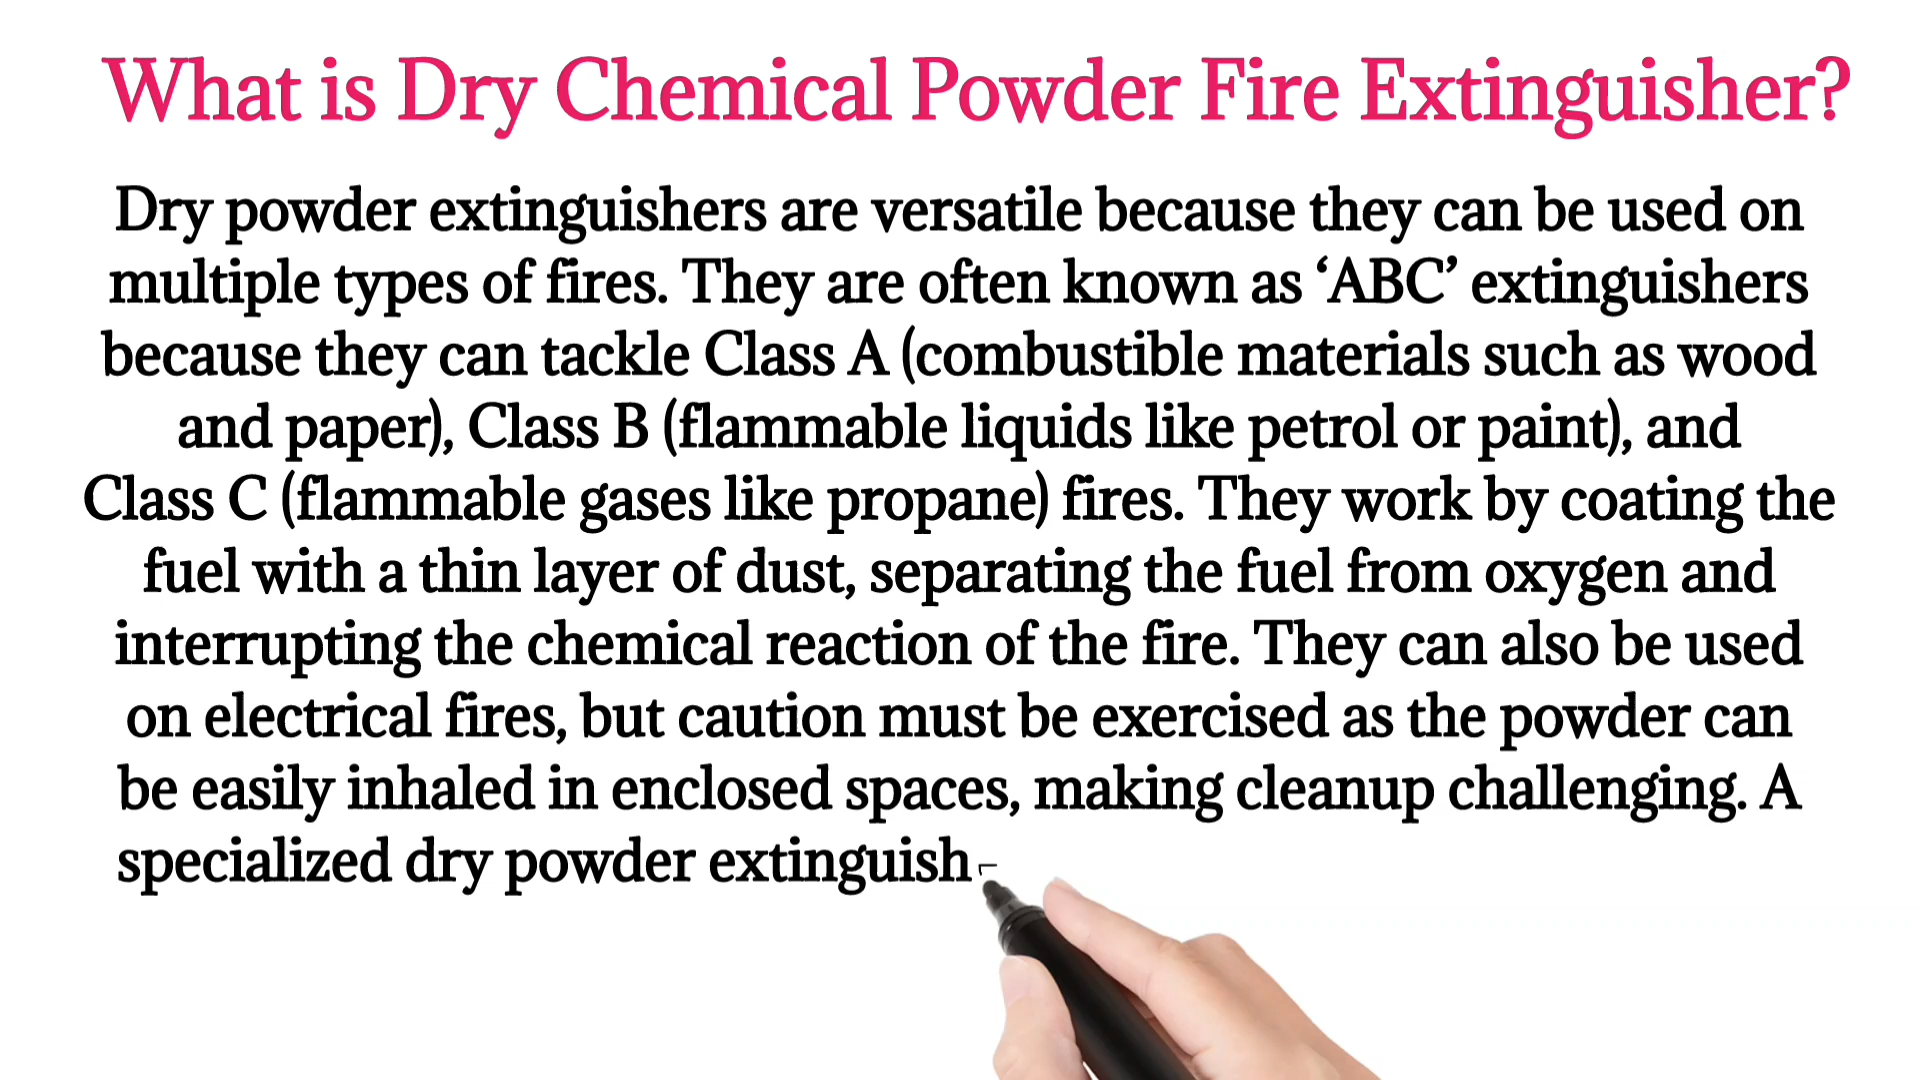 What is Dry Chemical Powder Fire Extinguisher?
Dry powder extinguishers are versatile because they can be used on
multiple types of fires. They are often known as ‘ABC’ extinguishers
because they can tackle Class A (combustible materials such as wood
and paper), Class B (flammable liquids like petrol or paint), and
Class C (flammable gases like propane) fires. They work by coating the
fuel with a thin layer of dust, separating the fuel from oxygen and
interrupting the chemical reaction of the fire. They can also be used
on electrical fires, but caution must be exercised as the powder can
be easily inhaled in enclosed spaces, making cleanup challenging. A
specialized dry powder extinguish